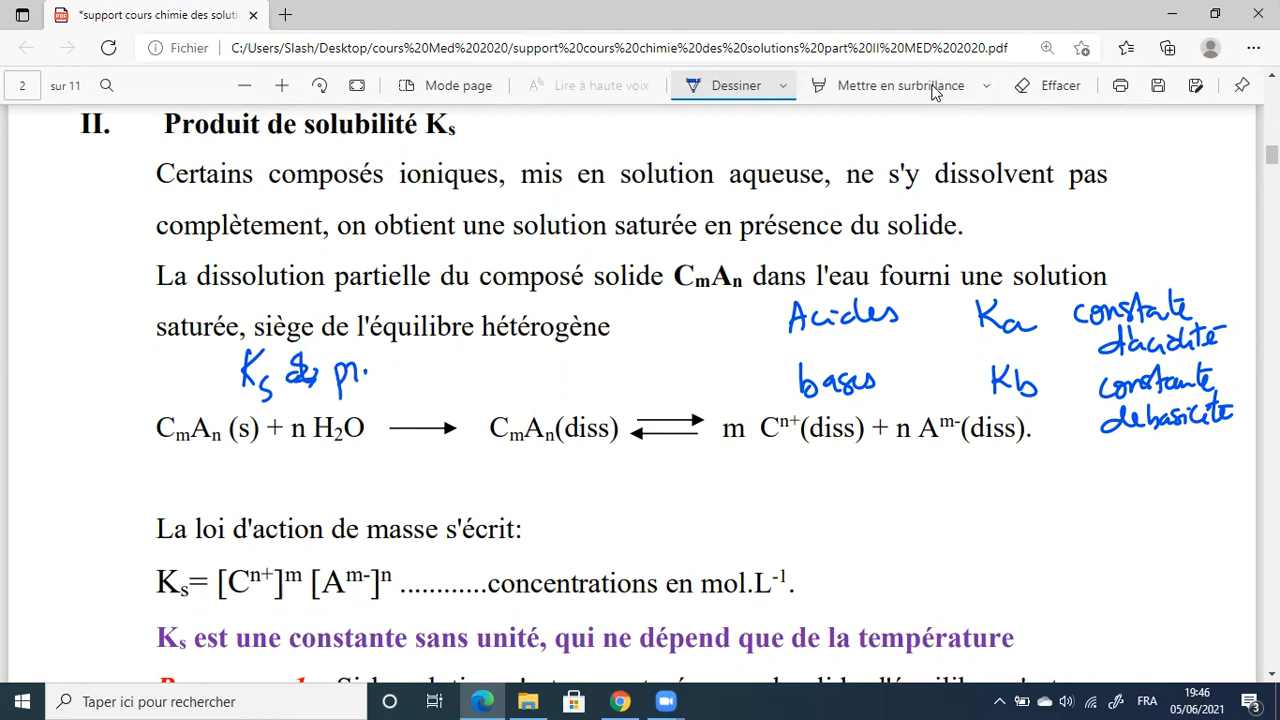 *support cours chimie des soluti
Fichier C:/Users/Slash/Desktop/cours%20Med%202020/support%20cours%20chimie%20des%20solutions%20part%20II%20MED%202020.pdf
2 sur 11 Mode page Lire à haute voix Dessiner Mettre en surbrillance Effacer
II. Produit de solubilité Ks
Certains composés ioniques, mis en solution aqueuse, ne s'y dissolvent pas
complètement, on obtient une solution saturée en présence du solide.
La dissolution partielle du composé solide CmAn dans l'eau fourni une solution
saturée, siège de l'équilibre hétérogène
Acides Ka constate d'acidité
Ks pr.
bases Kb constante de basicité
CmAn (s) + n H2O → CmAn(diss) ⇌ m Cn+(diss) + n Am-(diss).
La loi d'action de masse s'écrit:
Ks= [Cn+]m [Am-]n ............concentrations en mol.L-1.
Ks est une constante sans unité, qui ne dépend que de la température
Taper ici pour rechercher
FRA
19:46
05/06/2021
3